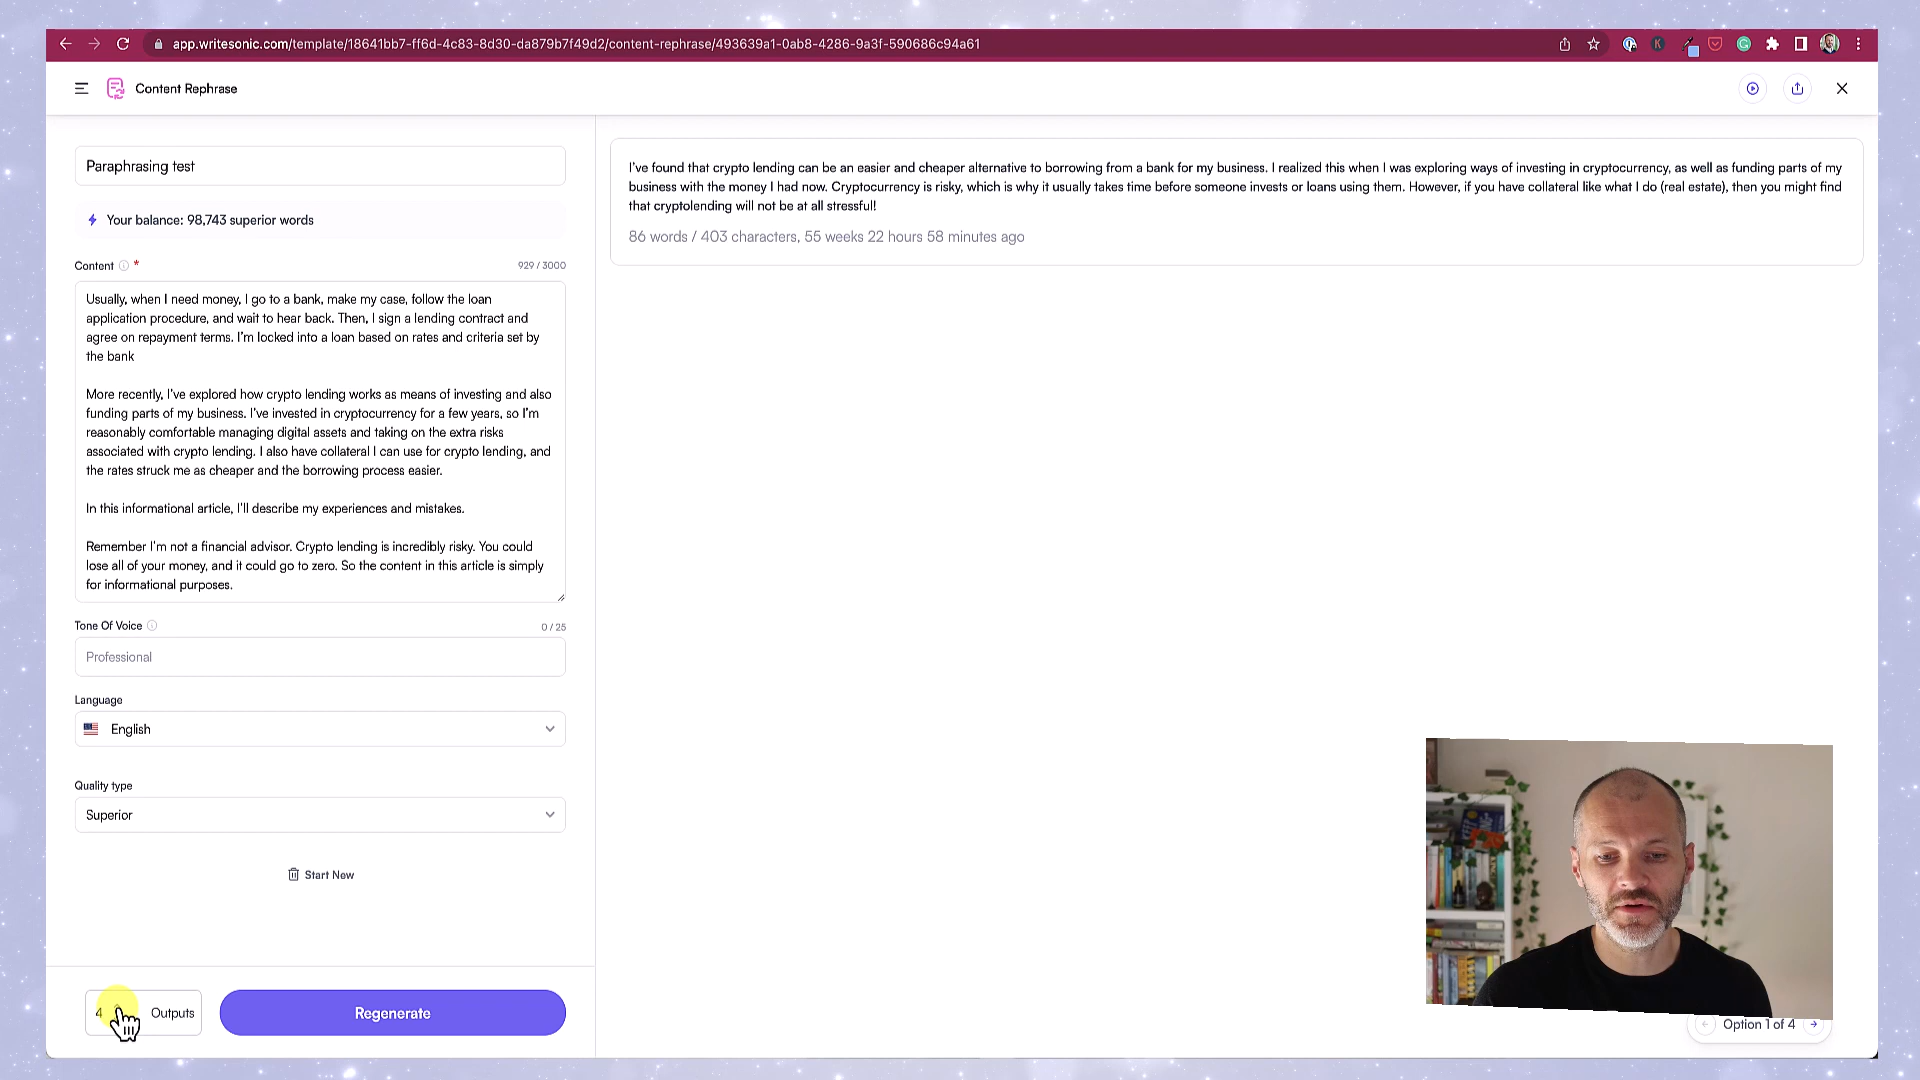 app.writesonic.com/template/18641bb7-ff6d-4c83-8d30-da879b7f49d2/content-rephrase/493639a1-0ab8-4286-9a3f-590686c94a61
Content Rephrase
Paraphrasing test
Your balance: 98,743 superior words
Content * 929 / 3000
Usually, when I need money, I go to a bank, make my case, follow the loan
application procedure, and wait to hear back. Then, I sign a lending contract and
agree on repayment terms. I'm locked into a loan based on rates and criteria set by
the bank
More recently, I've explored how crypto lending works as means of investing and also
funding parts of my business. I've invested in cryptocurrency for a few years, so I'm
reasonably comfortable managing digital assets and taking on the extra risks
associated with crypto lending. I also have collateral I can use for crypto lending, and
the rates struck me as cheaper and the borrowing process easier.
In this informational article, I'll describe my experiences and mistakes.
Remember I'm not a financial advisor. Crypto lending is incredibly risky. You could
lose all of your money, and it could go to zero. So the content in this article is simply
for informational purposes.
Tone Of Voice 0 / 25
Professional
Language
English
Quality type
Superior
Start New
4 Outputs
Regenerate
I've found that crypto lending can be an easier and cheaper alternative to borrowing from a bank for my business. I realized this when I was exploring ways of investing in cryptocurrency, as well as funding parts of my
business with the money I had now. Cryptocurrency is risky, which is why it usually takes time before someone invests or loans using them. However, if you have collateral like what I do (real estate), then you might find
that cryptolending will not be at all stressful!
86 words / 403 characters, 55 weeks 22 hours 58 minutes ago
Option 1 of 4